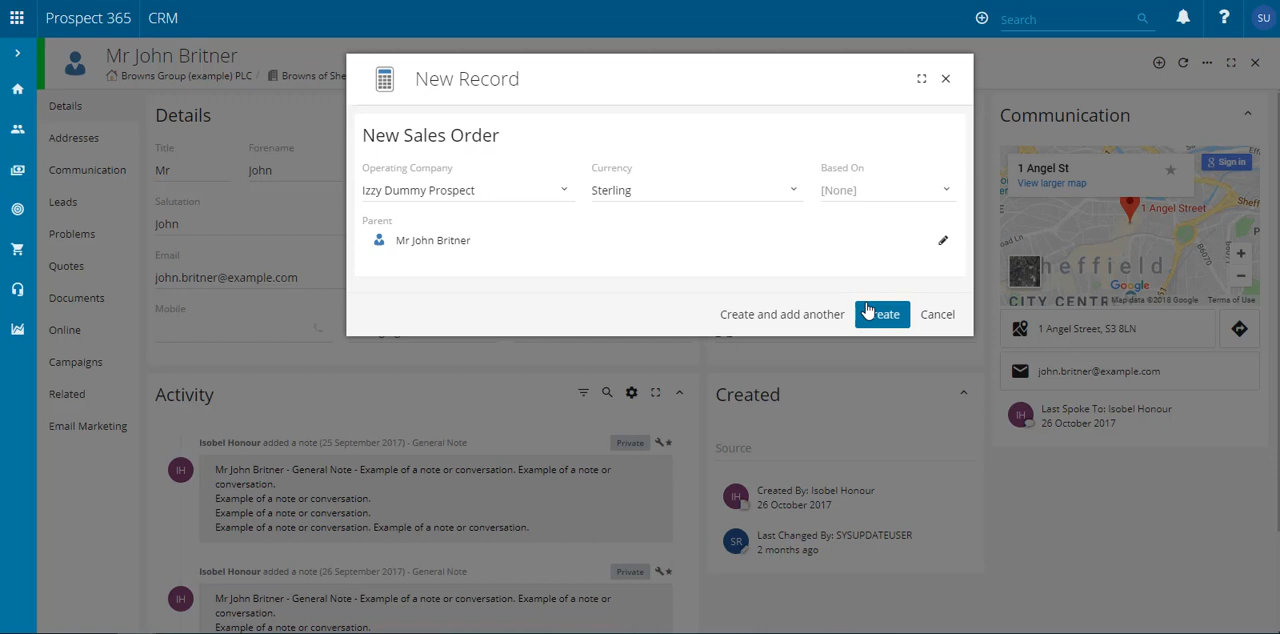 Prospect 365
CRM
Search
?
SU
Mr John Britner
Browns Group (example) PLC /
Browns of She
New Record
New Sales Order
Operating Company
Currency
Based On
Izzy Dummy Prospect
Sterling
[None]
Parent
Mr John Britner
Create and add another
Cancel
Details
Addresses
Communication
Leads
Problems
Quotes
Documents
Online
Campaigns
Related
Email Marketing
Details
Title
Forename
Mr
John
Salutation
John
Email
john.britner@example.com
Mobile
Communication
1 Angel St
View larger map
Sign in
1 Angel Street
Google
CITY CENTR
Map data ©2018 Google
Terms of Use
1 Angel Street, S3 8LN
john.britner@example.com
IH
Last Spoke To: Isobel Honour
26 October 2017
Activity
Isobel Honour added a note (25 September 2017) - General Note
Private
IH
Mr John Britner - General Note - Example of a note or conversation. Example of a note or
conversation.
Example of a note or conversation.
Example of a note or conversation.
Example of a note or conversation. Example of a note or conversation.
Isobel Honour added a note (26 September 2017) - General Note
Private
IH
Mr John Britner - General Note - Example of a note or conversation. Example of a note or
conversation.
Example of a note or conversation.
Created
Source
IH
Created By: Isobel Honour
26 October 2017
SR
Last Changed By: SYSUPDATEUSER
2 months ago